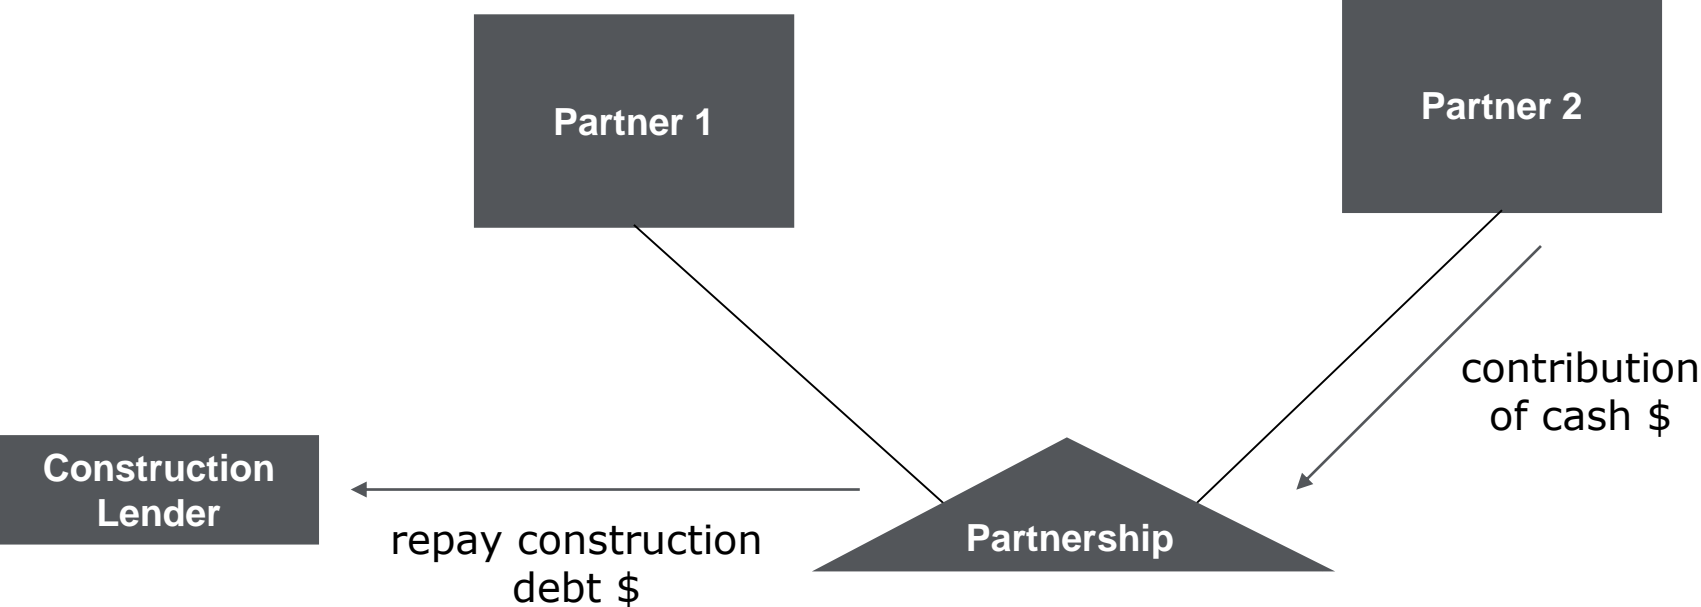 Partner 1
Partner 2
contribution
of cash $
Construction
Lender
repay construction
debt $
Partnership